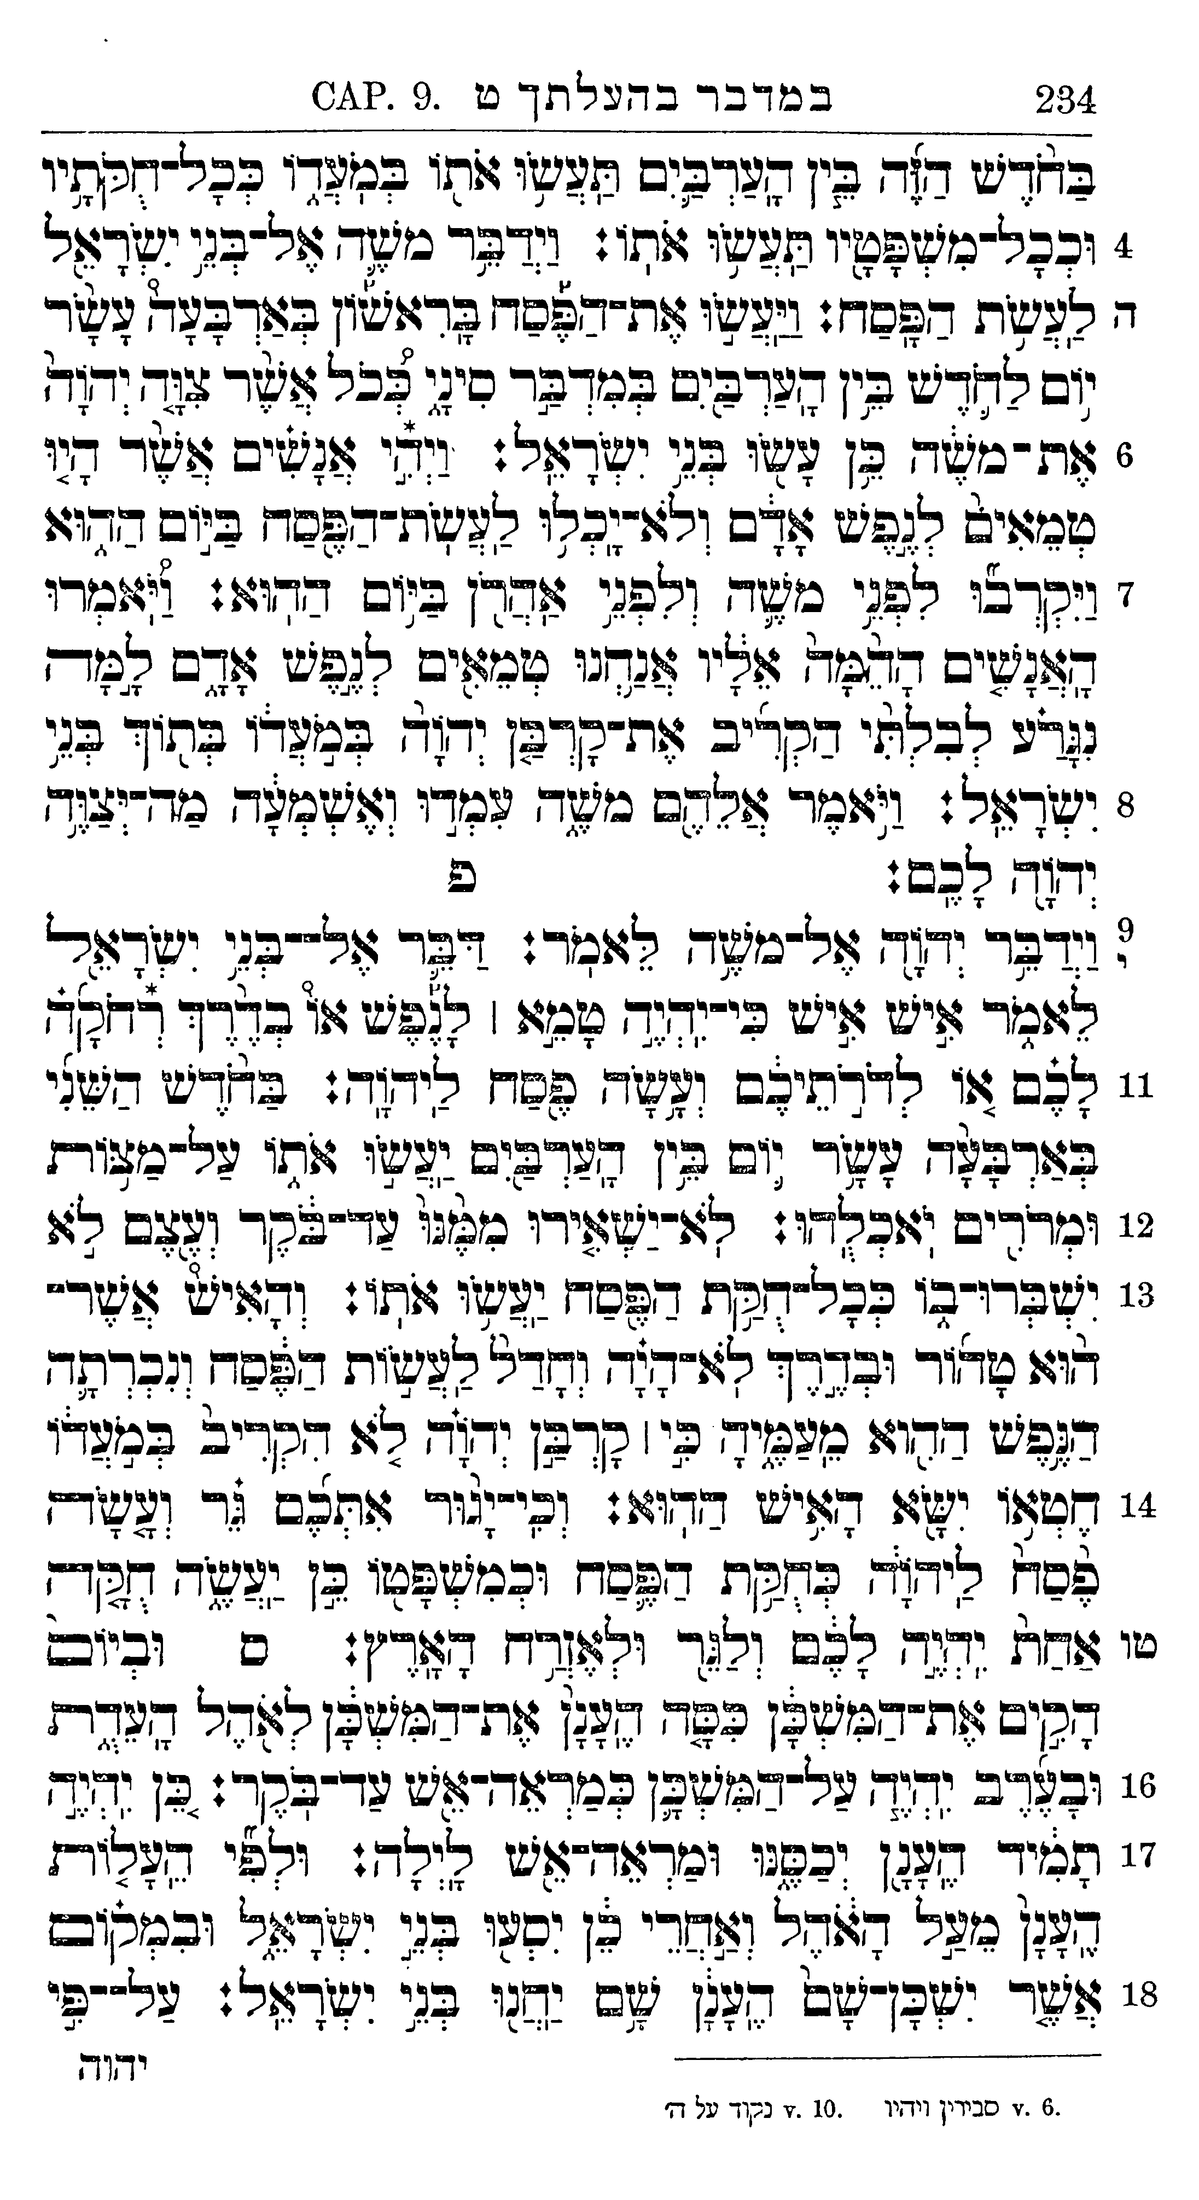 234 במדבר בהעלתך ט CAP. 9.
בַּחֹ֨דֶשׁ הַזֶּ֜ה בֵּ֧ין הָֽעַרְבַּ֛יִם תַּֽעֲשׂ֥וּ אֹת֖וֹ בְּמֹֽעֲד֑וֹ כְּכָל־חֻקֹּתָ֥יו
4 וּכְכָל־מִשְׁפָּטָ֖יו תַּֽעֲשׂ֥וּ אֹתֽוֹ׃ וַיְדַבֵּ֥ר מֹשֶׁ֛ה אֶל־בְּנֵ֥י יִשְׂרָאֵ֖ל
ה לַֽעֲשֹׂ֥ת הַפָּֽסַח׃ וַיַּֽעֲשׂ֣וּ אֶת־הַפֶּ֡סַח בָּֽרִאשׁ֡וֹן בְּאַרְבָּעָה֩ עָשָׂ֨ר
י֥וֹם לַחֹ֛דֶשׁ בֵּ֥ין הָֽעַרְבַּ֖יִם בְּמִדְבַּ֣ר סִינָ֑י כְּ֠כֹל אֲשֶׁ֨ר צִוָּ֤ה יְהוָֹה֙
6 אֶת־מֹשֶׁ֔ה כֵּ֥ן עָשׂ֖וּ בְּנֵ֥י יִשְׂרָאֵֽל׃ *וַיְהִ֣י אֲנָשִׁ֗ים אֲשֶׁ֨ר הָי֤וּ
טְמֵאִים֙ לְנֶ֣פֶשׁ אָדָ֔ם וְלֹא־יָֽכְל֥וּ לַֽעֲשֹֽׂת־הַפֶּ֖סַח בַּיּ֣וֹם הַה֑וּא
7 וַיִּקְרְב֞וּ לִפְנֵ֥י מֹשֶׁ֛ה וְלִפְנֵ֥י אַֽהֲרֹ֖ן בַּיּ֥וֹם הַהֽוּא׃ וַ֠יֹּֽאמְרוּ
הָֽאֲנָשִׁ֤ים הָהֵ֨מָּה֙ אֵלָ֔יו אֲנַ֥חְנוּ טְמֵאִ֖ים לְנֶ֣פֶשׁ אָדָ֑ם לָ֣מָּה
נִגָּרַ֗ע לְבִלְתִּ֨י הַקְרִ֜יב אֶת־קָרְבַּ֤ן יְהוָֹה֙ בְּמֹ֣עֲד֔וֹ בְּת֖וֹךְ בְּנֵ֥י
8 יִשְׂרָאֵֽל׃ וַיֹּ֥אמֶר אֲלֵהֶ֖ם מֹשֶׁ֑ה עִמְד֣וּ וְאֶשְׁמְעָ֔ה מַה־יְּצַוֶּ֥ה
יְהוָֹ֖ה לָכֶֽם׃ פ
9 וַיְדַבֵּ֥ר יְהוָֹ֖ה אֶל־מֹשֶׁ֥ה לֵּאמֹֽר׃ דַּבֵּ֛ר אֶל־בְּנֵ֥י יִשְׂרָאֵ֖ל
י לֵאמֹ֑ר אִ֣ישׁ אִ֣ישׁ כִּי־יִֽהְיֶ֣ה טָמֵ֣א ׀ לָנֶ֡פֶשׁ אוֹ֩ בְדֶ֨רֶךְ *רְחֹקָ֜ה
11 לָכֶ֗ם א֚וֹ לְדֹרֹ֣תֵיכֶ֔ם וְעָ֥שָׂה פֶ֖סַח לַֽיהוָֹֽה׃ בַּחֹ֨דֶשׁ הַשֵּׁנִ֜י
בְּאַרְבָּעָ֨ה עָשָׂ֥ר י֛וֹם בֵּ֥ין הָֽעַרְבַּ֖יִם יַֽעֲשׂ֣וּ אֹת֑וֹ עַל־מַצּ֥וֹת
12 וּמְרֹרִ֖ים יֹֽאכְלֻֽהוּ׃ לֹֽא־יַשְׁאִ֤ירוּ מִמֶּ֨נּוּ֙ עַד־בֹּ֔קֶר וְעֶ֖צֶם לֹ֣א
13 יִשְׁבְּרוּ־ב֑וֹ כְּכָל־חֻקַּ֥ת הַפֶּ֖סַח יַֽעֲשׂ֥וּ אֹתֽוֹ׃ וְהָאִישׁ֩ אֲשֶׁר־
ה֨וּא טָה֜וֹר וּבְדֶ֣רֶךְ לֹֽא־הָיָ֗ה וְחָדַל֙ לַֽעֲשׂ֣וֹת הַפֶּ֔סַח וְנִכְרְתָ֛ה
הַנֶּ֥פֶשׁ הַהִ֖וא מֵֽעַמֶּ֑יהָ כִּ֣י ׀ קָרְבַּ֣ן יְהוָֹ֗ה לֹ֤א הִקְרִיב֙ בְּמֹ֣עֲד֔וֹ
14 חֶטְא֥וֹ יִשָּׂ֖א הָאִ֥ישׁ הַהֽוּא׃ וְכִֽי־יָג֨וּר אִתְּכֶ֜ם גֵּ֗ר וְעָ֤שָֽׂה
פֶ֨סַח֙ לַֽיהוָֹ֔ה כְּחֻקַּ֥ת הַפֶּ֛סַח וּכְמִשְׁפָּט֖וֹ כֵּ֣ן יַֽעֲשֶׂ֑ה חֻקָּ֤ה
טו אַחַת֙ יִֽהְיֶ֣ה לָכֶ֔ם וְלַגֵּ֖ר וּלְאֶזְרַ֥ח הָאָֽרֶץ׃ ס וּבְי֞וֹם
הָקִ֣ים אֶת־הַמִּשְׁכָּ֗ן כִּסָּ֤ה הֶֽעָנָן֙ אֶת־הַמִּשְׁכָּ֔ן לְאֹ֖הֶל הָֽעֵדֻ֑ת
16 וּבָעֶ֜רֶב יִֽהְיֶ֧ה עַל־הַמִּשְׁכָּ֛ן כְּמַרְאֵה־אֵ֖שׁ עַד־בֹּֽקֶר׃ כֵּ֚ן יִֽהְיֶ֣ה
17 תָמִ֔יד הֶֽעָנָ֖ן יְכַסֶּ֑נּוּ וּמַרְאֵה־אֵ֖שׁ לָֽיְלָה׃ וּלְפִ֞י הֵֽעָל֤וֹת
הֶֽעָנָן֙ מֵעַ֣ל הָאֹ֔הֶל וְאַ֣חֲרֵי כֵ֔ן יִסְע֖וּ בְּנֵ֣י יִשְׂרָאֵ֑ל וּבִמְק֗וֹם
18 אֲשֶׁ֤ר יִשְׁכָּן־שָׁם֙ הֶֽעָנָ֔ן שָׁ֥ם יַֽחֲנ֖וּ בְּנֵ֥י יִשְׂרָאֵֽל׃ עַל־פִּ֣י
יהוה
v. 6. סבירין ויהיו v. 10. נקוד על ה׳